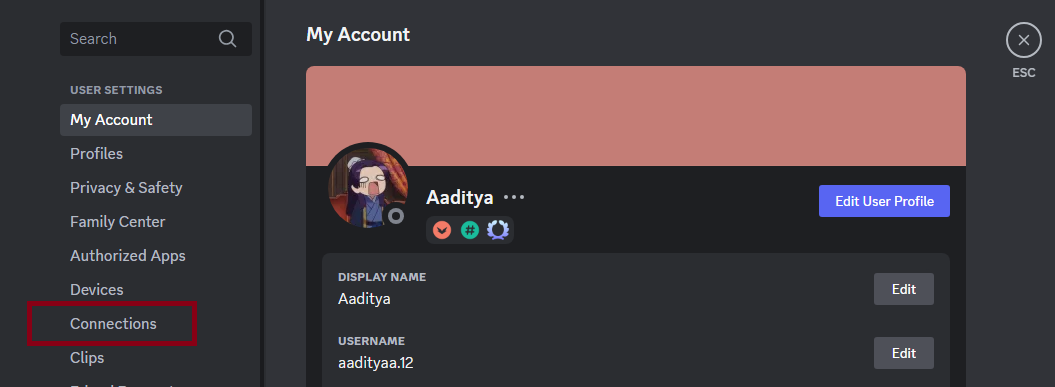 Search
USER SETTINGS
My Account
Profiles
Privacy & Safety
Family Center
Authorized Apps
Devices
Connections
Clips
My Account
ESC
Aaditya
Edit User Profile
#
DISPLAY NAME
Aaditya
Edit
USERNAME
aadityaa.12
Edit